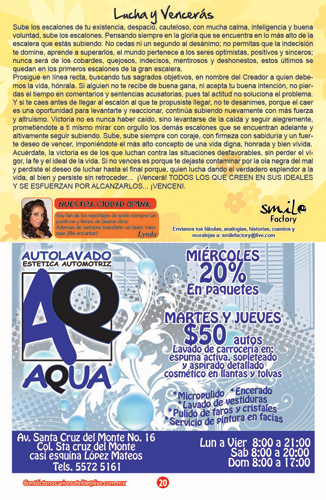 Lucha y Vencerás
Sube los escalones de tu existencia, despacio, cauteloso, con mucha calma, inteligencia y buena
voluntad, sube los escalones. Pensando siempre en la gloria que se encuentra en lo más alto de la
escalera que estás subiendo. No cedas ni un segundo al desánimo; no permitas que la indecisión
te domine, aprende a superarlos, el mundo pertenece a los seres optimistas, positivos y sinceros;
nunca será de los cobardes, quejosos, indecisos, mentirosos y deshonestos, estos últimos se
quedan en los primeros escalones de la gran escalera.
Prosigue en línea recta, buscando tus sagrados objetivos, en nombre del Creador a quien debe-
mos la vida, hónrala. Si alguien no te recibe de buena gana, ni acepta tu buena intención, no pier-
das el tiempo en comentarios y sentencias acusatorias, pues tal actitud no soluciona el problema.
Y si te caes antes de llegar al escalón al que te propusiste llegar, no te desanimes, porque el caer
es una oportunidad para levantarte y reaccionar, continúa subiendo nuevamente con más fuerza
y altruismo. Victoria no es nunca haber caído, sino levantarse de la caída y seguir alegremente,
prometiéndote a ti mismo mirar con orgullo los demás escalones que se encuentran adelante y
altivamente seguir subiendo. Sube, sube siempre con coraje, con firmeza con sabiduría y un fuer-
te deseo de vencer, imponiéndote el más alto concepto de una vida digna, honrada y bien vivida.
Acuérdate, la victoria es de los que luchan contra las situaciones desfavorables, sin perder el vi-
gor, la fe y el ideal de la vida. Si no vences es porque te dejaste contaminar por la ola negra del mal
y perdiste el deseo de luchar hasta el final porque, quien lucha dando el verdadero esplendor a la
vida, al bien y persiste sin retroceder... ¡Vencerá! TODOS LOS QUE CREEN EN SUS IDEALES
Y SE ESFUERZAN POR ALCANZARLOS... ¡VENCEN!.
NUESTRA CIUDAD OPINA:
Soy fan de los reportajes de smile siempre tan
positivos y llenos de buena vibra.
Ademas de siempre mandarte un buen men-
saje ¡Me encantan!
Lynda
smile
factory
Envíanos tus fábulas, analogías, historias, cuentos y
moralejas a: smilefactory@live.com
AUTOLAVADO
ESTETICA AUTOMOTRIZ
AQ
AQUA
MIÉRCOLES
20%
En paquetes
MARTES Y JUEVES
$50 autos
Lavado de carrocería en:
espuma activa, sopleteado
y aspirado detallado
cosmético en llantas y tolvas
* Micropulido * Encerado
* Lavado de vestiduras
* Pulido de faros y cristales
* Servicio de pintura en facias
Av. Santa Cruz del Monte No. 16
Col. Sta cruz del Monte
casi esquina López Mateos
Tels. 5572 5161
Lun a Vier 8:00 a 21:00
Sab 8:00 a 20:00
Dom 8:00 a 17:00
20